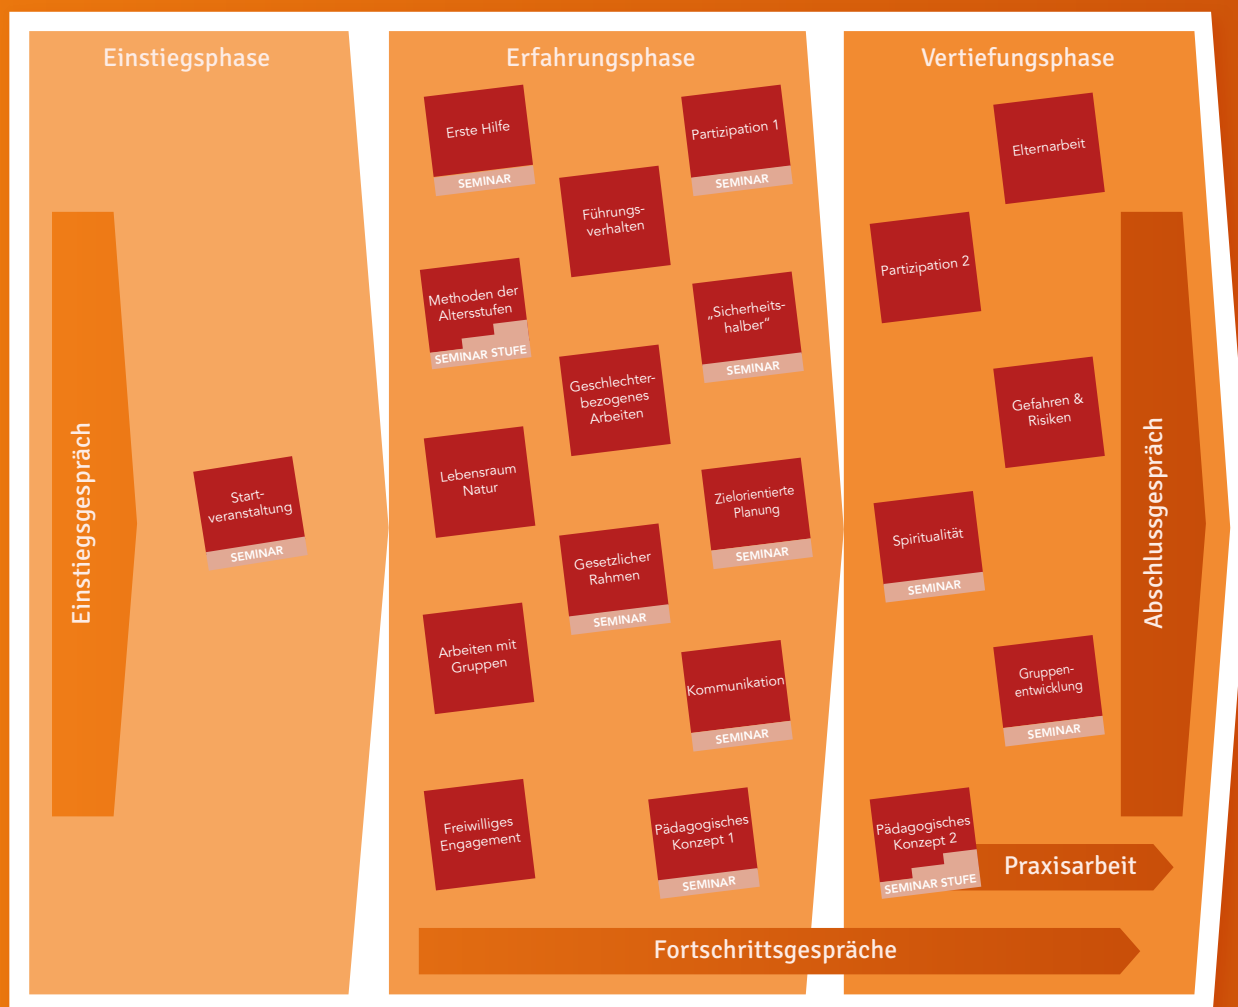 Einstiegsphase
Einstiegsgespräch
Start-
veranstaltung
SEMINAR
Erfahrungsphase
Erste Hilfe
SEMINAR
Partizipation 1
SEMINAR
Führungs-
verhalten
Methoden der
Altersstufen
SEMINAR STUFE
„Sicherheits-
halber“
SEMINAR
Geschlechter-
bezogenes
Arbeiten
Lebensraum
Natur
Zielorientierte
Planung
SEMINAR
Gesetzlicher
Rahmen
SEMINAR
Arbeiten mit
Gruppen
Kommunikation
SEMINAR
Freiwilliges
Engagement
Pädagogisches
Konzept 1
SEMINAR
Vertiefungsphase
Elternarbeit
Partizipation 2
Gefahren &
Risiken
Spiritualität
SEMINAR
Gruppen-
entwicklung
SEMINAR
Pädagogisches
Konzept 2
SEMINAR STUFE
Abschlussgespräch
Praxisarbeit
Fortschrittsgespräche